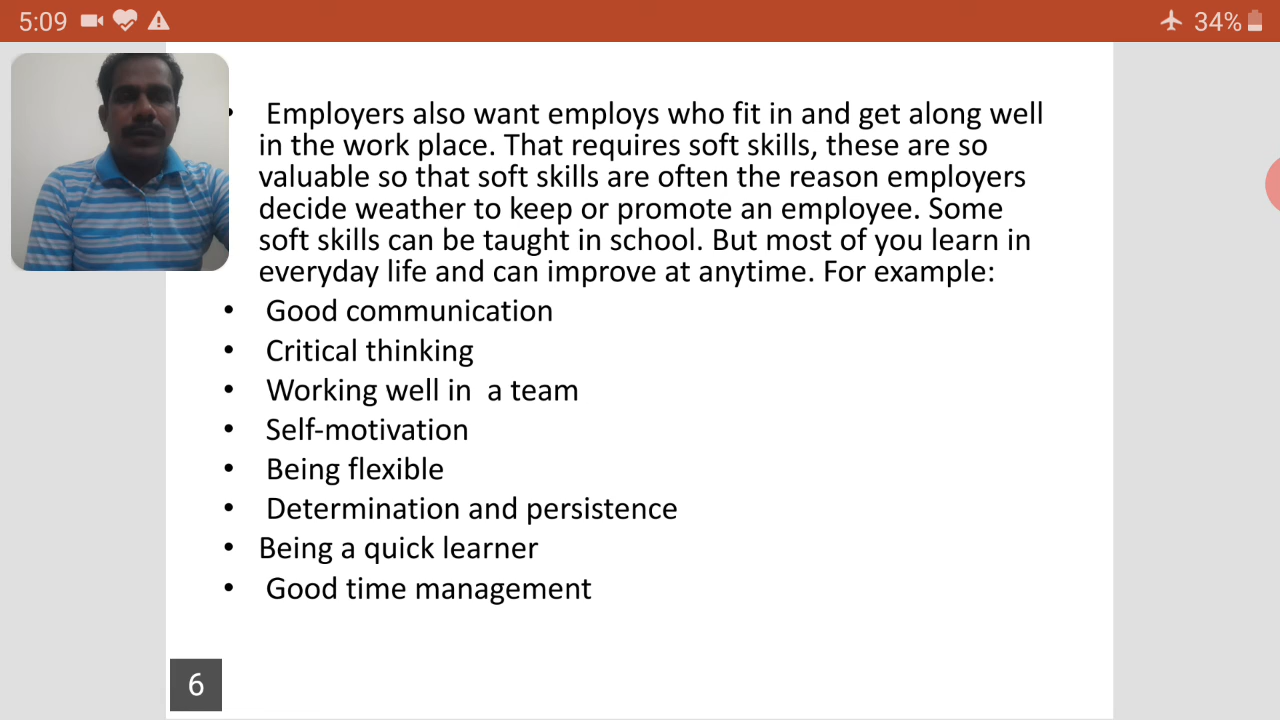 5:09 34%
• Employers also want employs who fit in and get along well
in the work place. That requires soft skills, these are so
valuable so that soft skills are often the reason employers
decide weather to keep or promote an employee. Some
soft skills can be taught in school. But most of you learn in
everyday life and can improve at anytime. For example:
• Good communication
• Critical thinking
• Working well in  a team
• Self-motivation
• Being flexible
• Determination and persistence
• Being a quick learner
• Good time management
6